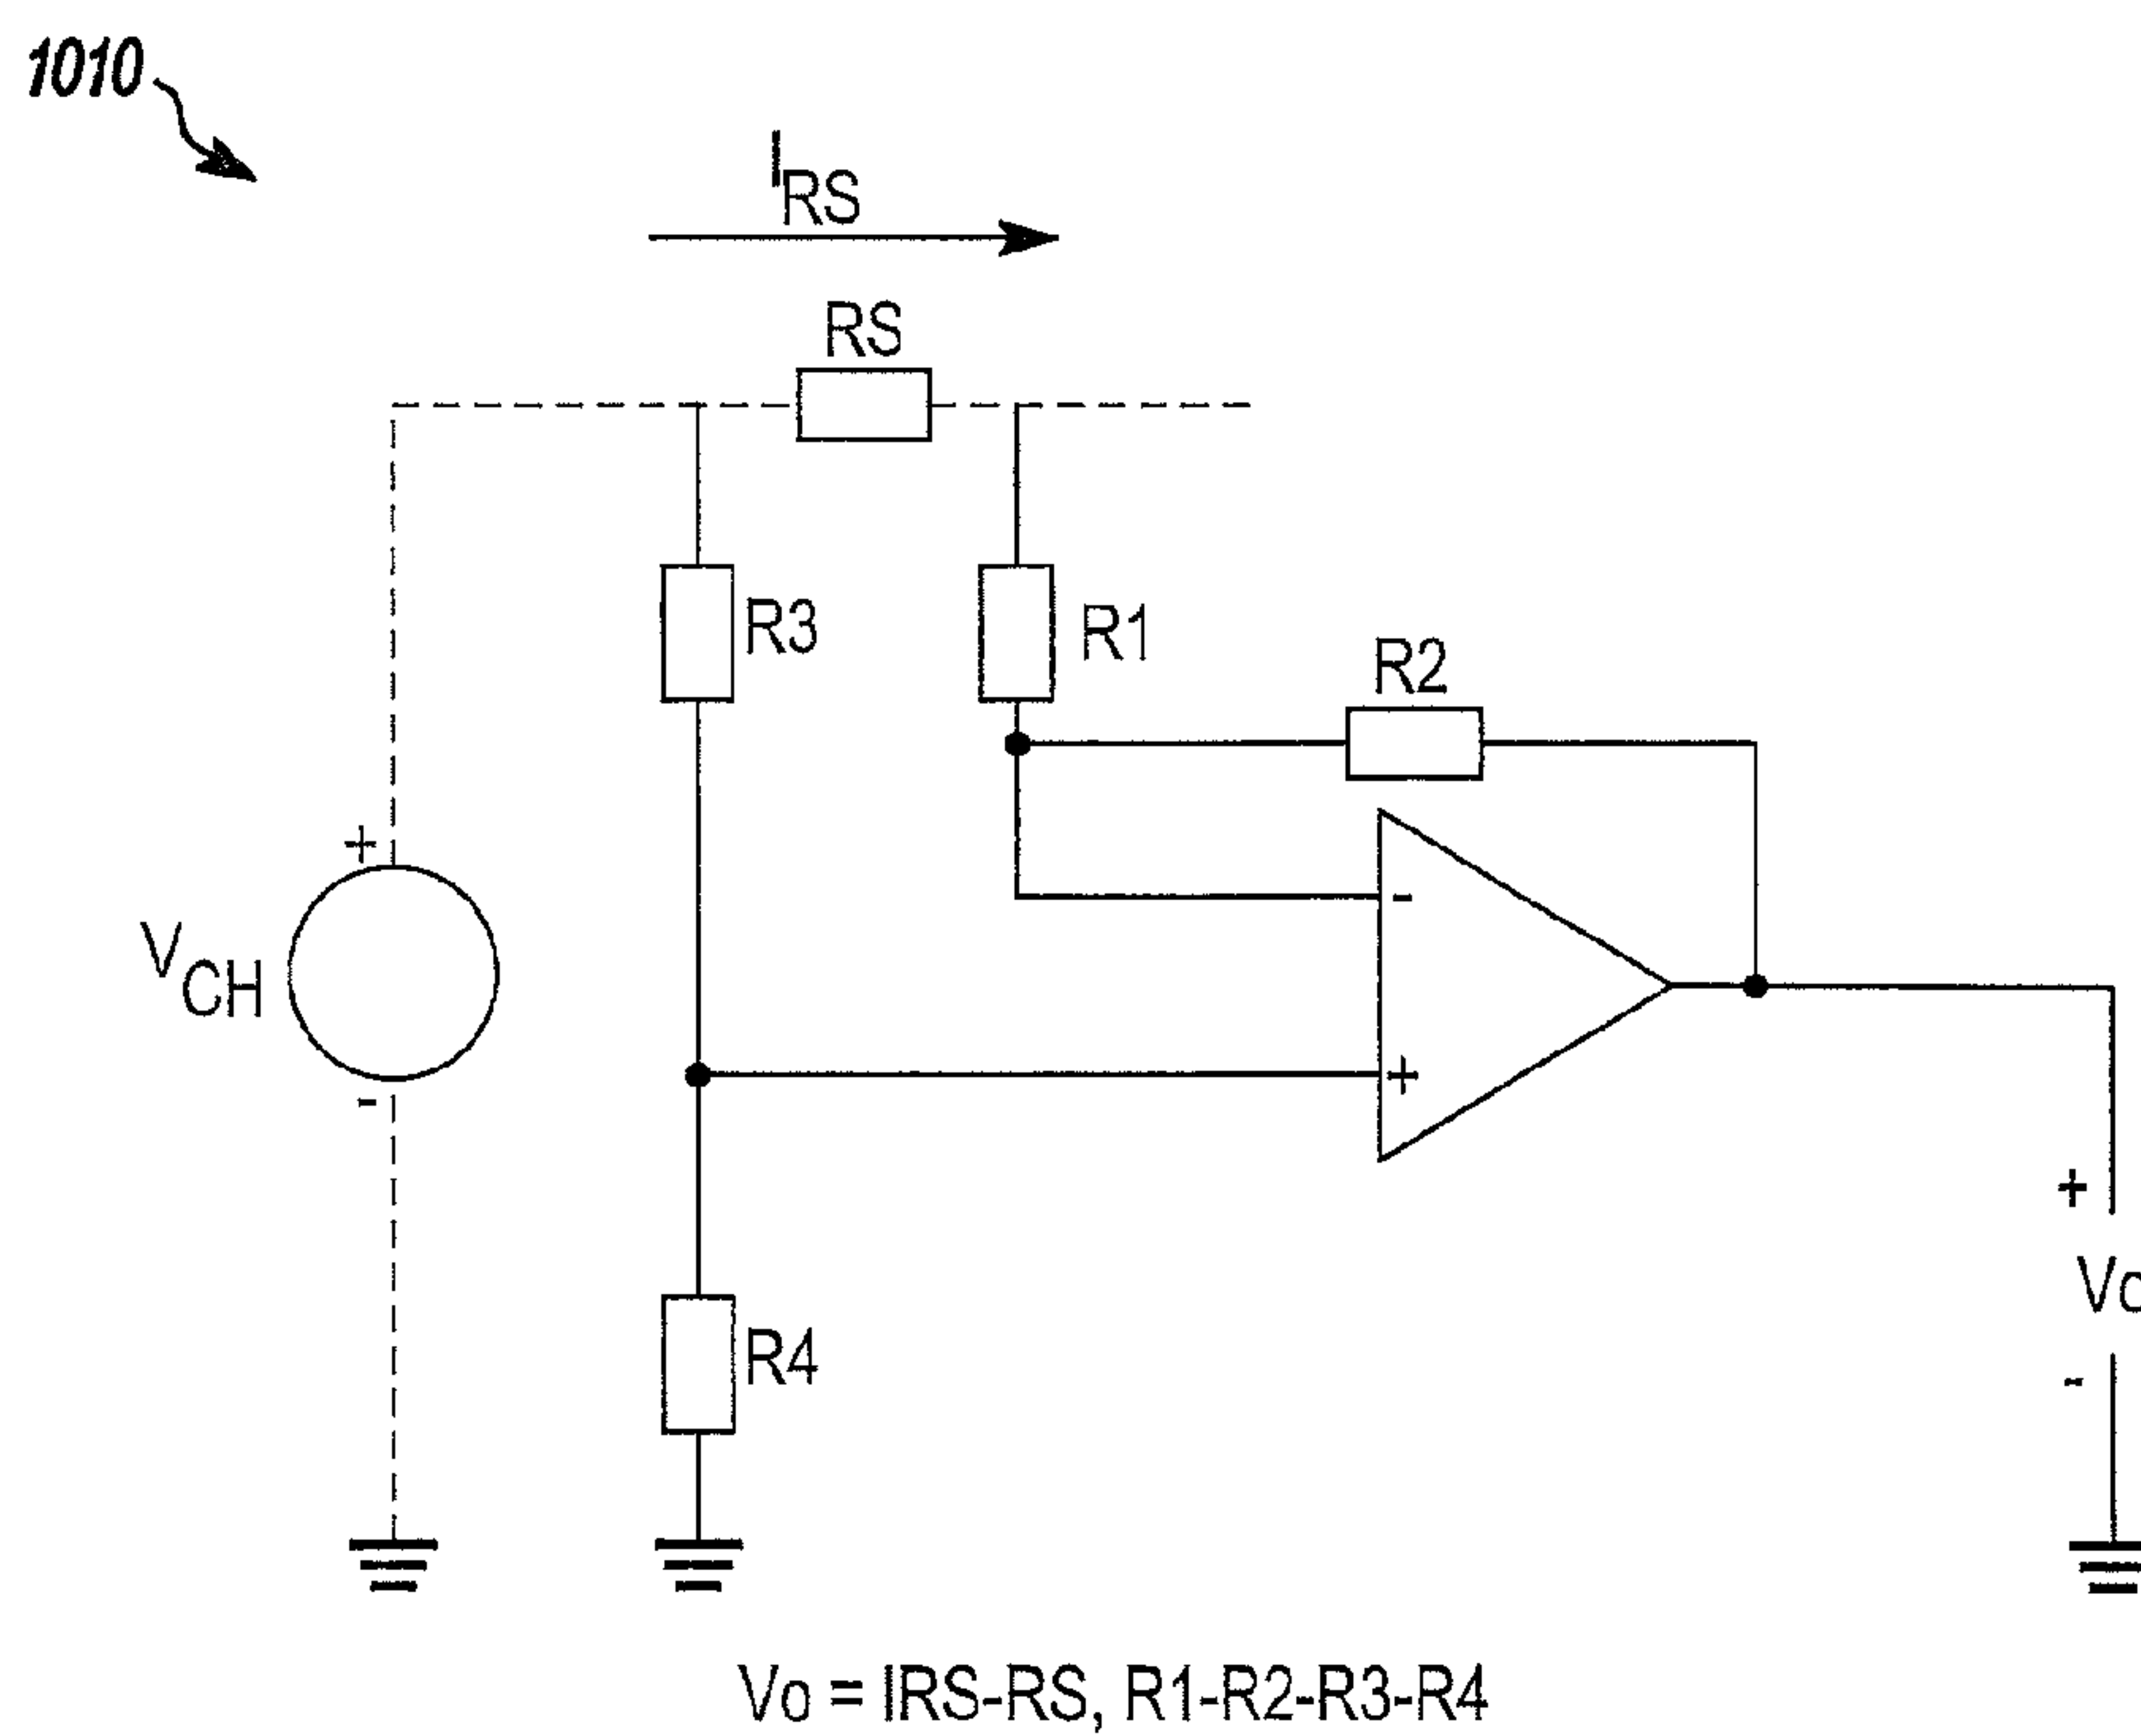 1010
IRS
RS
R3
R1
R2
+
-
VCH
-
+
+
Vo
-
R4
Vo = IRS-RS, R1-R2-R3-R4